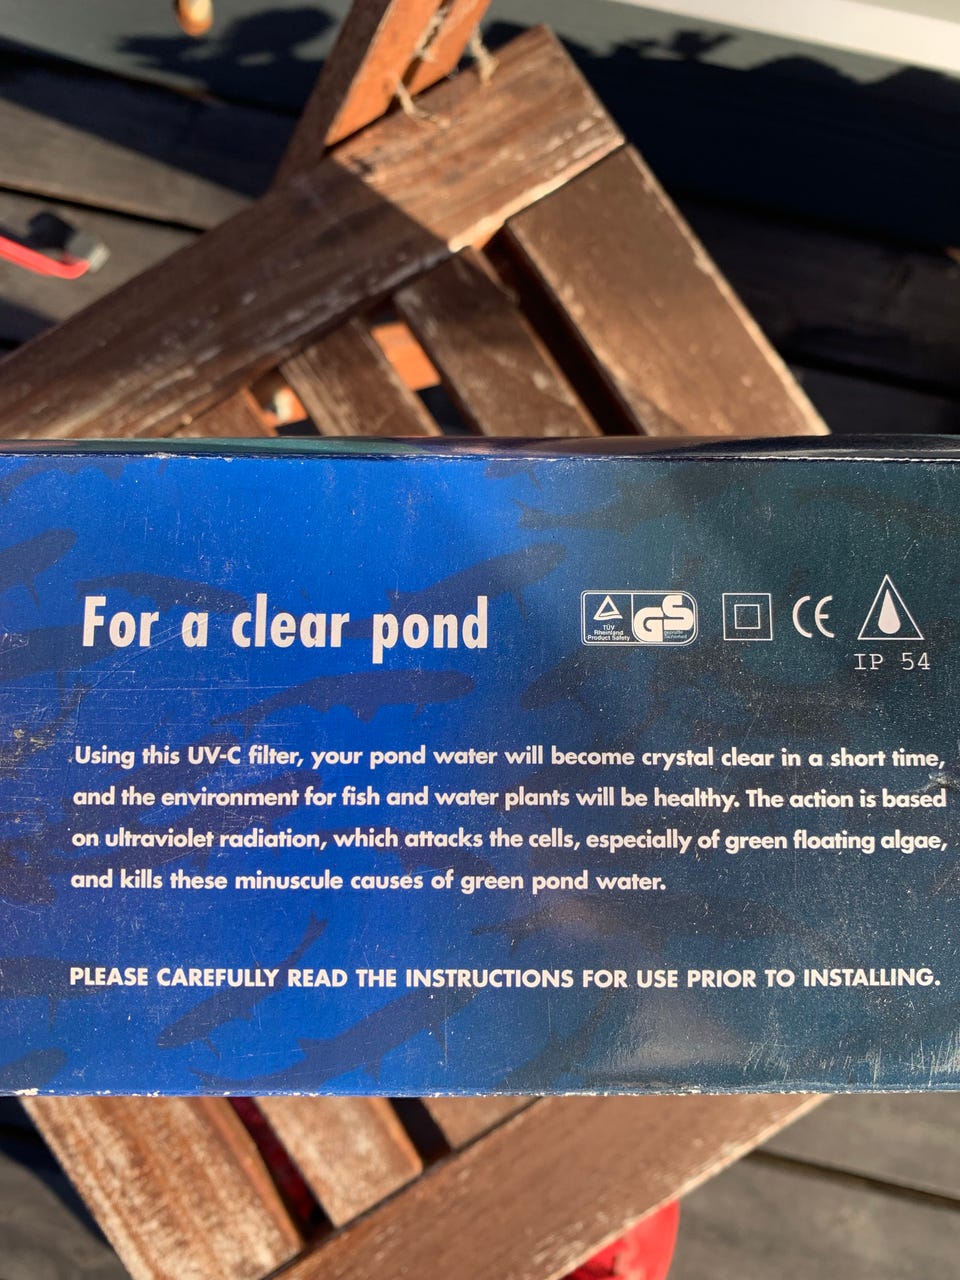 For a clear pond
TÜV
Rheinland
Product Safety
GS
geprüfte
Sicherheit
CE
IP 54
Using this UV-C filter, your pond water will become crystal clear in a short time,
and the environment for fish and water plants will be healthy. The action is based
on ultraviolet radiation, which attacks the cells, especially of green floating algae,
and kills these minuscule causes of green pond water.
PLEASE CAREFULLY READ THE INSTRUCTIONS FOR USE PRIOR TO INSTALLING.